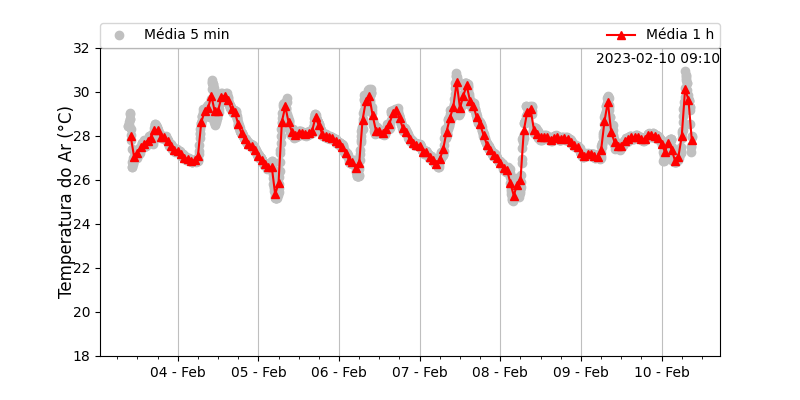 Média 5 min
Média 1 h
2023-02-10 09:10
Temperatura do Ar (°C)
32
30
28
26
24
22
20
18
04 - Feb
05 - Feb
06 - Feb
07 - Feb
08 - Feb
09 - Feb
10 - Feb